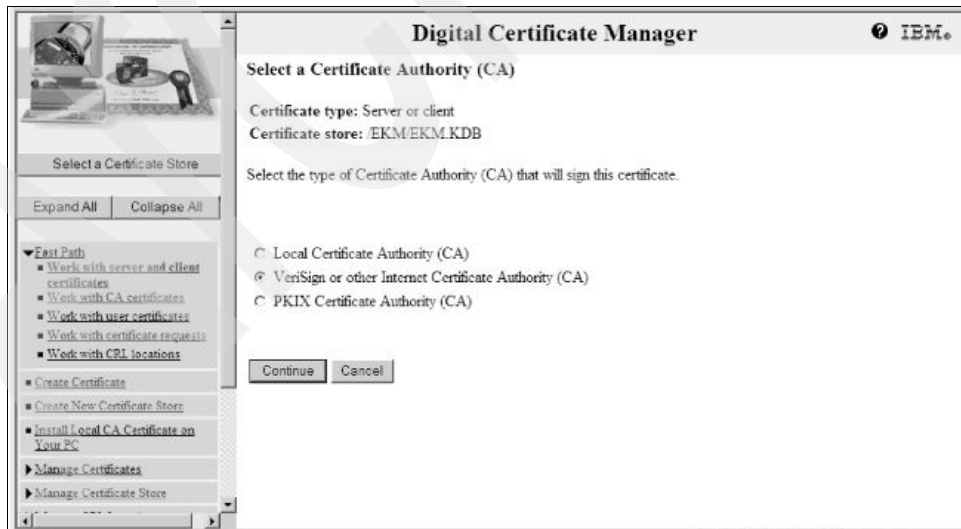 Digital Certificate Manager
? IBM®
Select a Certificate Store
Expand All
Collapse All
Fast Path
Work with server and client
certificates
Work with CA certificates
Work with user certificates
Work with certificate requests
Work with CRL locations
Create Certificate
Create New Certificate Store
Install Local CA Certificate on
Your PC
Manage Certificates
Manage Certificate Store
Select a Certificate Authority (CA)
Certificate type: Server or client
Certificate store: /EKM/EKM.KDB
Select the type of Certificate Authority (CA) that will sign this certificate.
Local Certificate Authority (CA)
VeriSign or other Internet Certificate Authority (CA)
PKIX Certificate Authority (CA)
Continue
Cancel